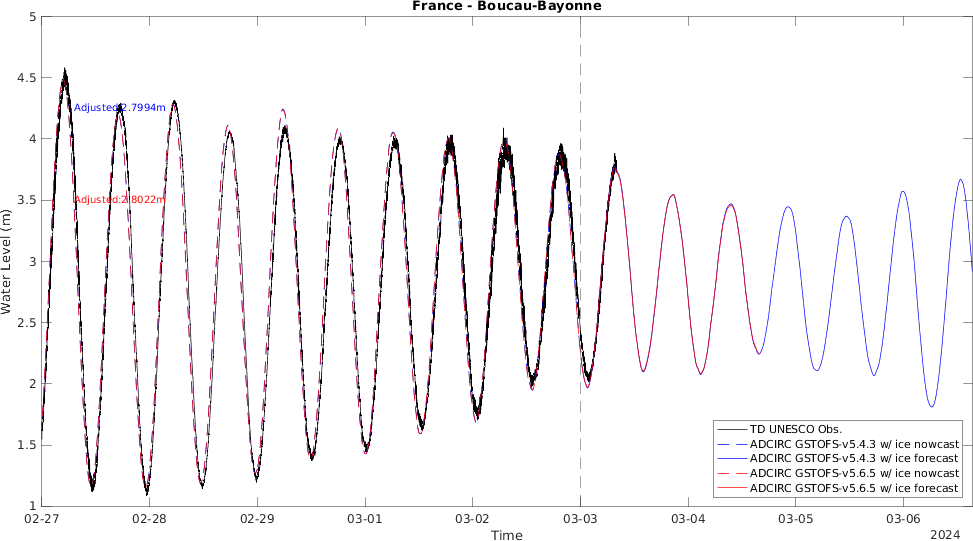 France - Boucau-Bayonne
5
4.5
4
3.5
3
2.5
2
1.5
1
Water Level (m)
Adjusted:2.7994m
Adjusted:2.8022m
TD UNESCO Obs.
ADCIRC GSTOFS-v5.4.3 w/ ice nowcast
ADCIRC GSTOFS-v5.4.3 w/ ice forecast
ADCIRC GSTOFS-v5.6.5 w/ ice nowcast
ADCIRC GSTOFS-v5.6.5 w/ ice forecast
02-27 02-28 02-29 03-01 03-02 03-03 03-04 03-05 03-06
Time
2024